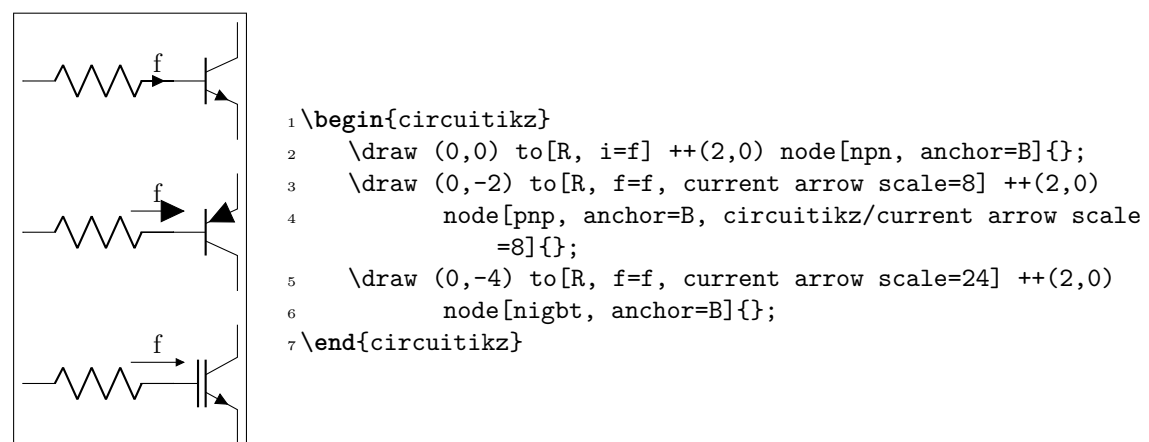 f
f
f
1 \begin{circuitikz}
2 \draw (0,0) to[R, i=f] ++(2,0) node[npn, anchor=B]{};
3 \draw (0,-2) to[R, f=f, current arrow scale=8] ++(2,0)
4 node[pnp, anchor=B, circuitikz/current arrow scale
=8]{};
5 \draw (0,-4) to[R, f=f, current arrow scale=24] ++(2,0)
6 node[nigbt, anchor=B]{};
7 \end{circuitikz}